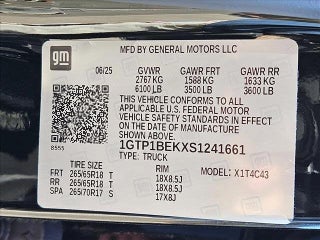 gm
MFD BY GENERAL MOTORS LLC
06/25 GVWR GAWR FRT GAWR RR
2767 KG 1588 KG 1633 KG
6100 LB 3500 LB 3600 LB
THIS VEHICLE CONFORMS TO ALL
APPLICABLE U.S. FEDERAL MOTOR
VEHICLE SAFETY STANDARDS IN EFFECT
ON THE DATE OF MANUFACTURE
SHOWN ABOVE.
8555 1GTP1BEKXS1241661
TYPE: TRUCK
TIRE SIZE RIM MODEL: X1T4C43
FRT 265/65R18 T 18X8.5J
RR 265/65R18 T 18X8.5J
SPA 265/70R17 S 17X8J